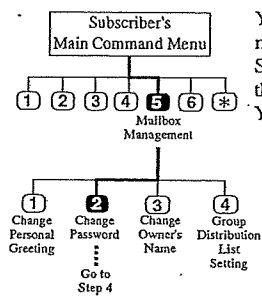 Subscriber's
Main Command Menu
1 2 3 4 5 6 *
Mailbox
Management
1 2 3 4
Change Change Change Group
Personal Password Owner's Distribution
Greeting Name List
Setting
Go to
Step 4